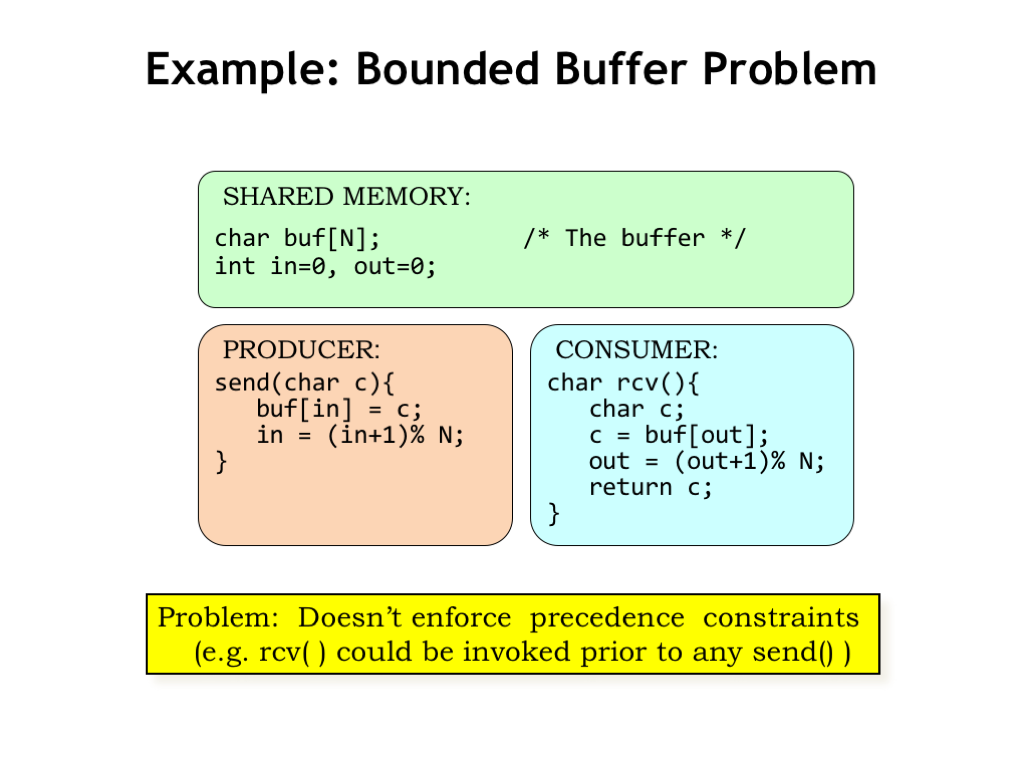 Example: Bounded Buffer Problem
SHARED MEMORY:
char buf[N]; /* The buffer */
int in=0, out=0;
PRODUCER:
send(char c){
buf[in] = c;
in = (in+1)% N;
}
CONSUMER:
char rcv(){
char c;
c = buf[out];
out = (out+1)% N;
return c;
}
Problem: Doesn’t enforce precedence constraints
(e.g. rcv( ) could be invoked prior to any send() )